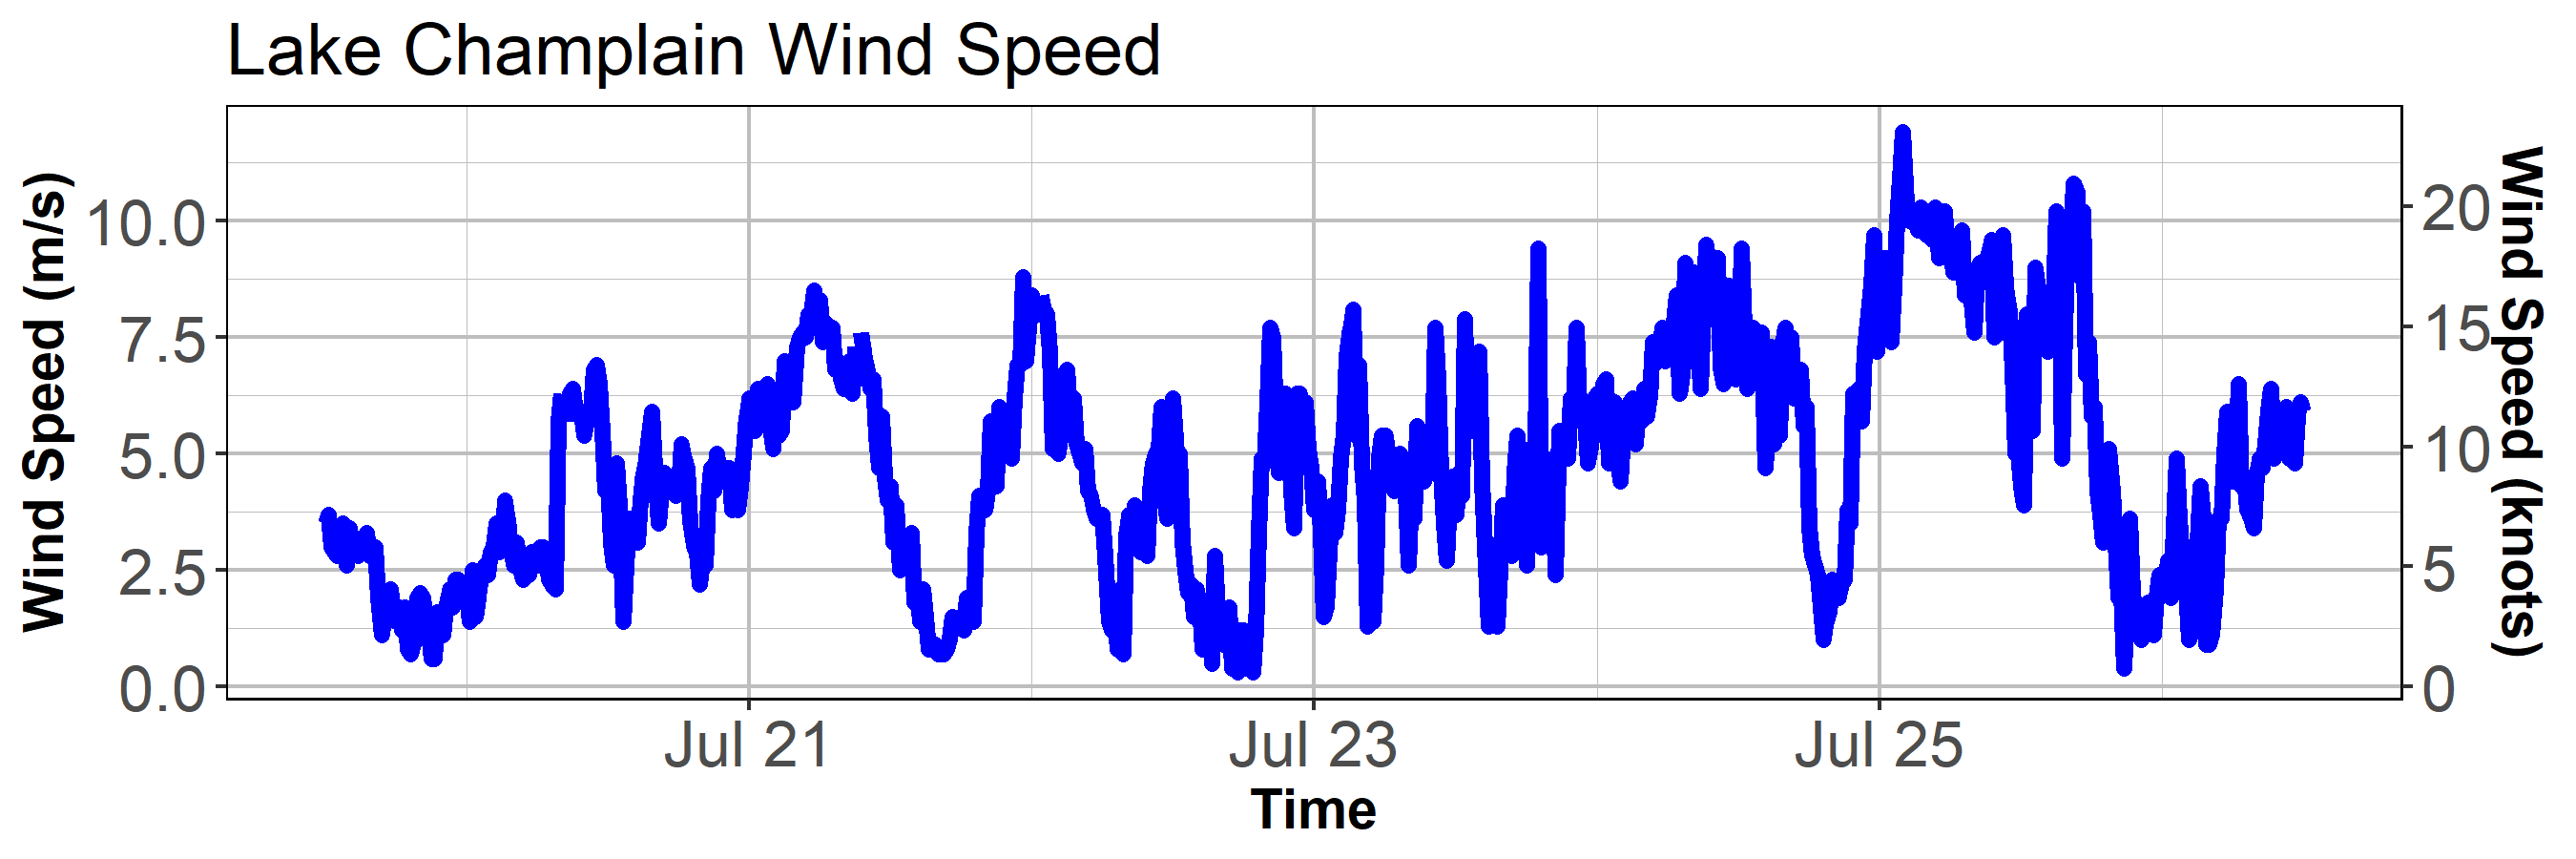 Lake Champlain Wind Speed
Wind Speed (m/s)
10.0
7.5
5.0
2.5
0.0
20
15
10
5
0
Wind Speed (knots)
Jul 21 Jul 23 Jul 25
Time